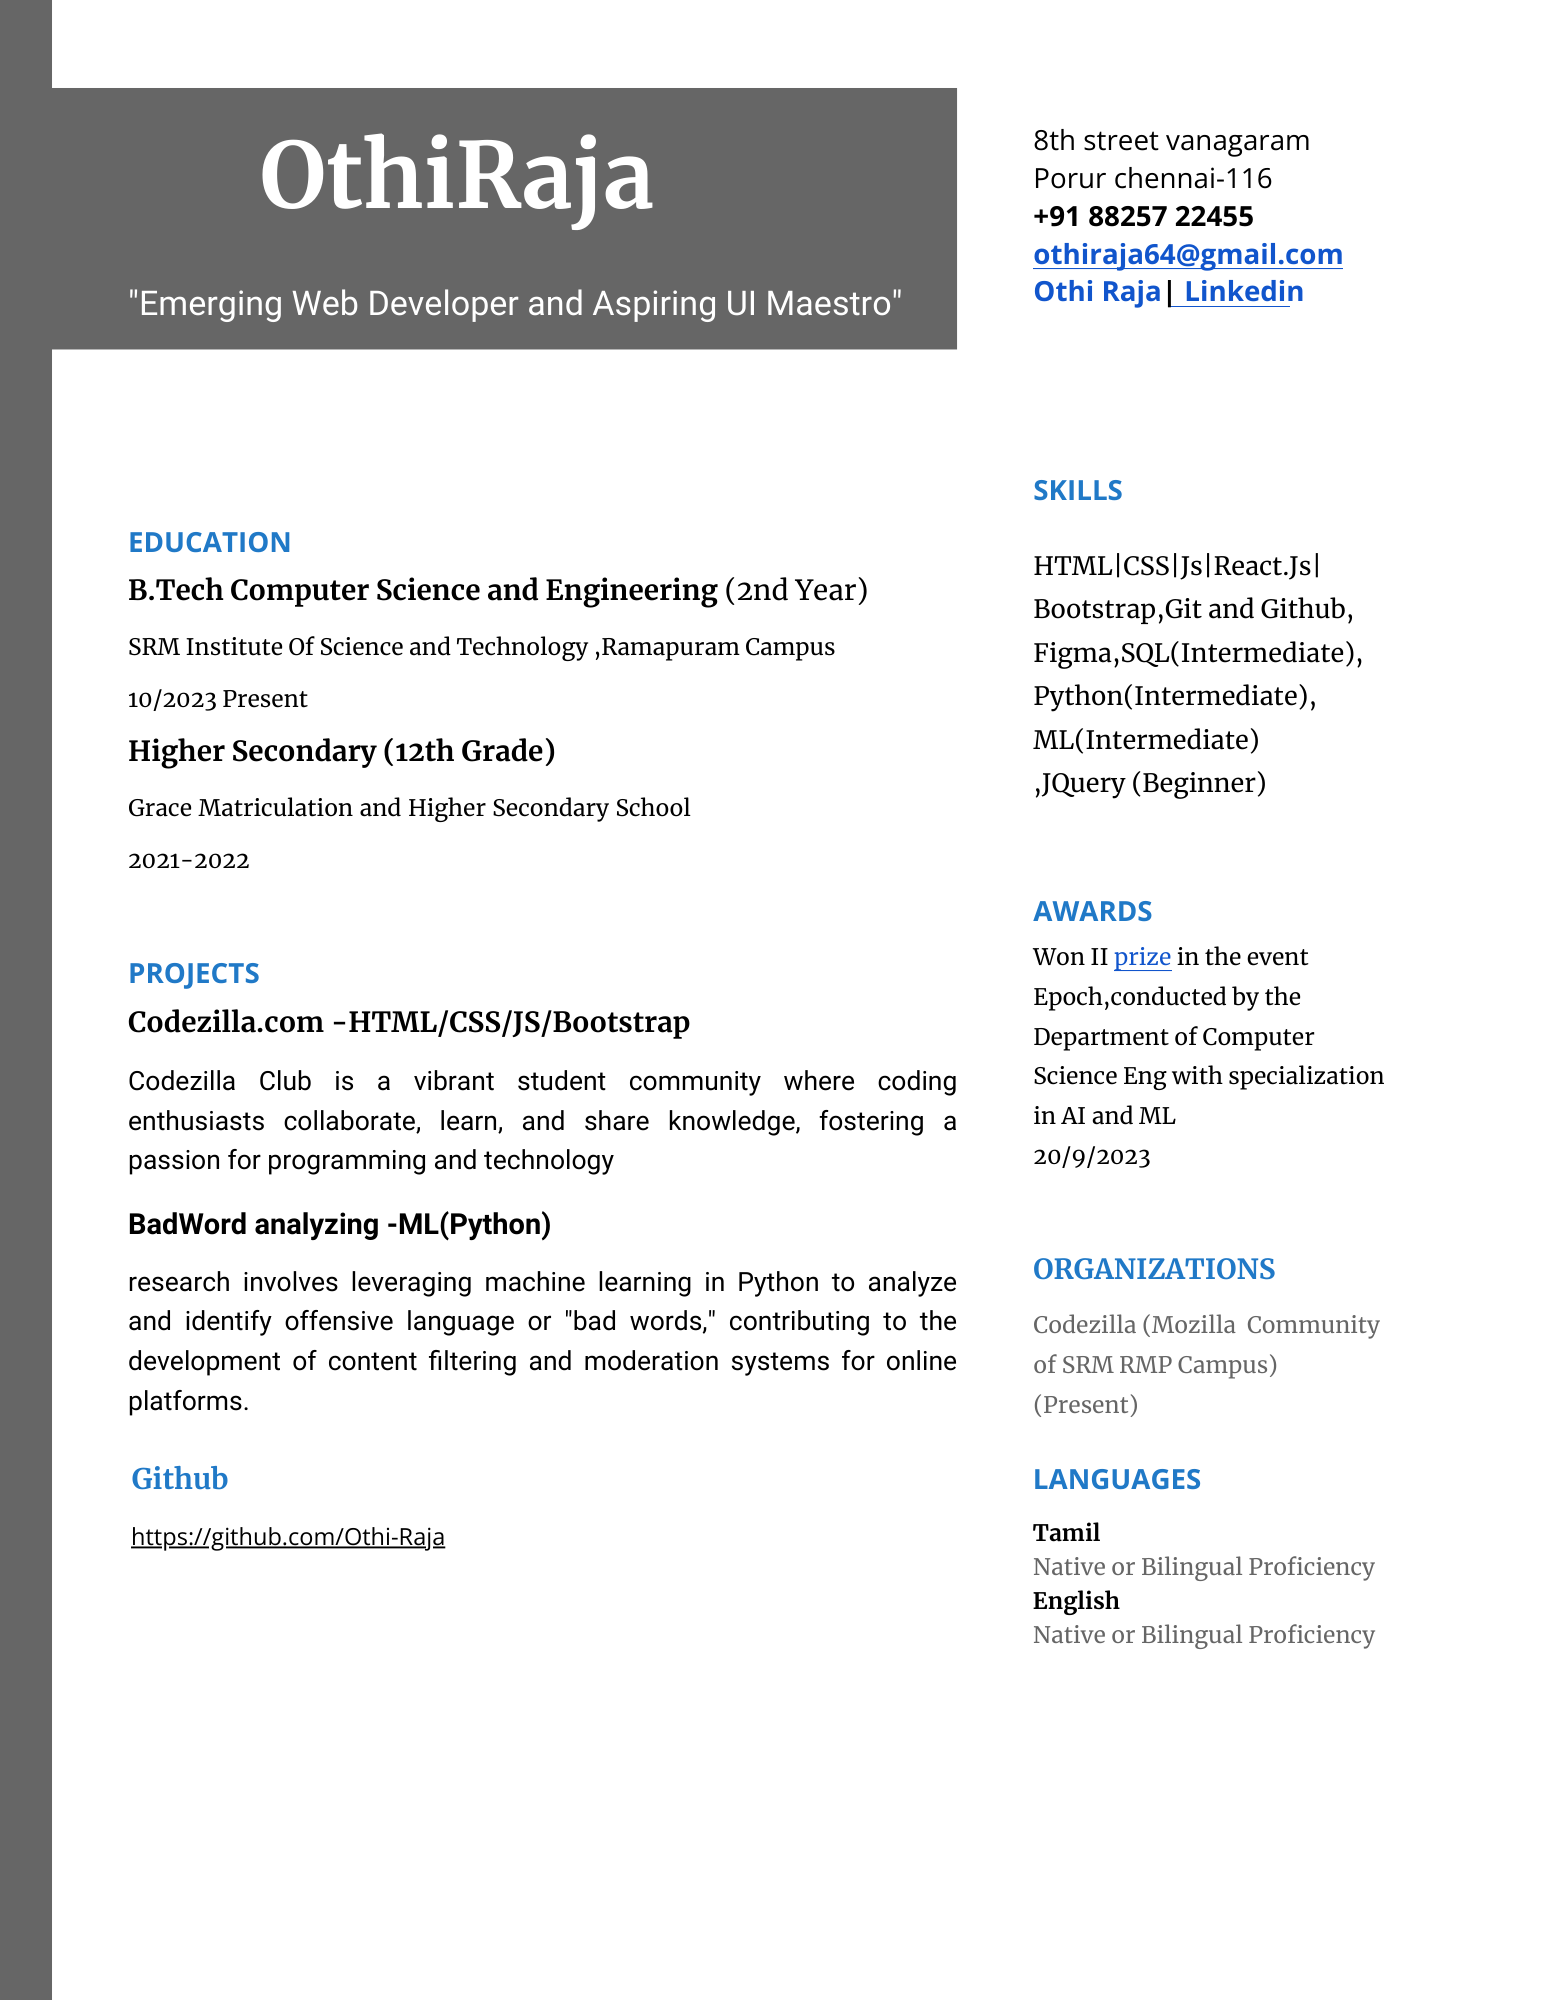 OthiRaja
"Emerging Web Developer and Aspiring UI Maestro"
8th street vanagaram
Porur chennai-116
+91 88257 22455
othiraja64@gmail.com
Othi Raja| Linkedin
EDUCATION
B.Tech Computer Science and Engineering (2nd Year)
SRM Institute Of Science and Technology ,Ramapuram Campus
10/2023 Present
Higher Secondary (12th Grade)
Grace Matriculation and Higher Secondary School
2021-2022
PROJECTS
Codezilla.com -HTML/CSS/JS/Bootstrap
Codezilla Club is a vibrant student community where coding
enthusiasts collaborate, learn, and share knowledge, fostering a
passion for programming and technology
BadWord analyzing -ML(Python)
research involves leveraging machine learning in Python to analyze
and identify offensive language or "bad words," contributing to the
development of content filtering and moderation systems for online
platforms.
Github
https://github.com/Othi-Raja
SKILLS
HTML|CSS|Js|React.Js|
Bootstrap,Git and Github,
Figma,SQL(Intermediate),
Python(Intermediate),
ML(Intermediate)
,JQuery (Beginner)
AWARDS
Won II prize in the event
Epoch,conducted by the
Department of Computer
Science Eng with specialization
in AI and ML
20/9/2023
ORGANIZATIONS
Codezilla (Mozilla  Community
of SRM RMP Campus)
(Present)
LANGUAGES
Tamil
Native or Bilingual Proficiency
English
Native or Bilingual Proficiency